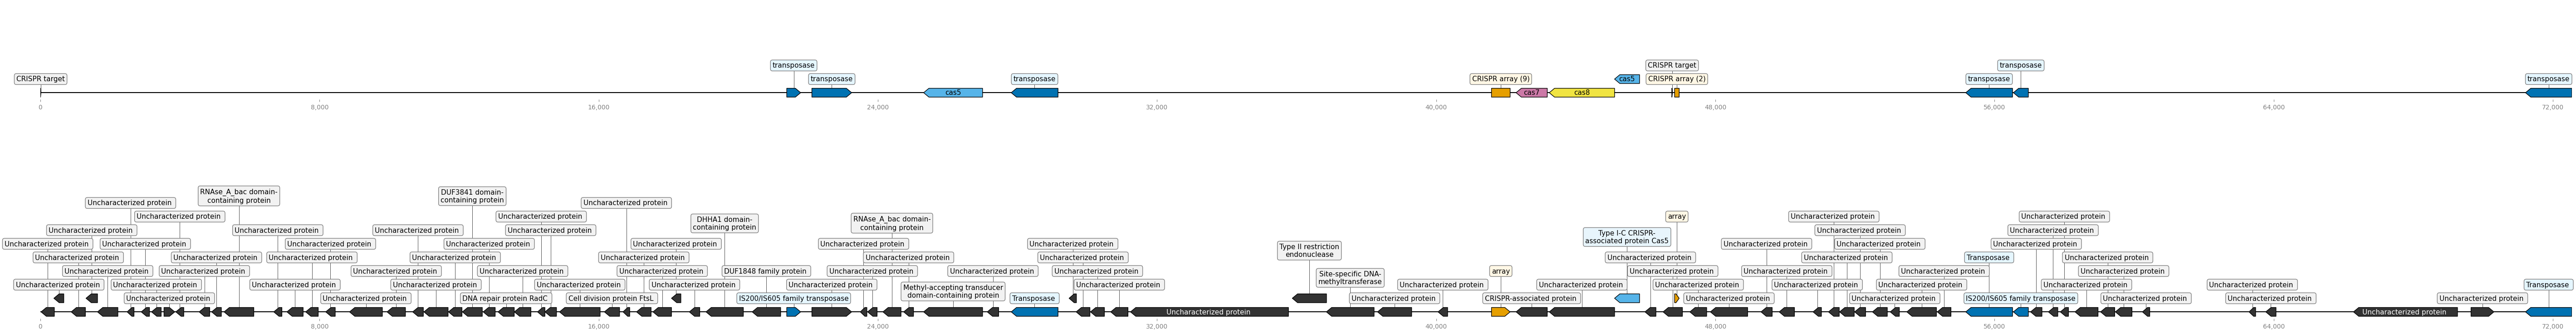 transposase
transposase
CRISPR target
CRISPR target
transposase
transposase
CRISPR array (9)
cas5
CRISPR array (2)
transposase
transposase
cas5
cas7
cas8
0
8,000
16,000
24,000
32,000
40,000
48,000
56,000
64,000
72,000
RNAse_A_bac domain-
containing protein
DUF3841 domain-
containing protein
Uncharacterized protein
Uncharacterized protein
Uncharacterized protein
Uncharacterized protein
array
Uncharacterized protein
Uncharacterized protein
DHHA1 domain-
containing protein
RNAse_A_bac domain-
containing protein
Uncharacterized protein
Uncharacterized protein
Uncharacterized protein
Uncharacterized protein
Type I-C CRISPR-
associated protein Cas5
Uncharacterized protein
Uncharacterized protein
Uncharacterized protein
Uncharacterized protein
Uncharacterized protein
Uncharacterized protein
Uncharacterized protein
Uncharacterized protein
Uncharacterized protein
Type II restriction
endonuclease
Uncharacterized protein
Uncharacterized protein
Uncharacterized protein
Uncharacterized protein
Uncharacterized protein
Uncharacterized protein
Uncharacterized protein
Uncharacterized protein
Uncharacterized protein
Uncharacterized protein
Uncharacterized protein
Uncharacterized protein
Transposase
Uncharacterized protein
Uncharacterized protein
Uncharacterized protein
Uncharacterized protein
Uncharacterized protein
Uncharacterized protein
DUF1848 family protein
Uncharacterized protein
Uncharacterized protein
Uncharacterized protein
Site-specific DNA-
methyltransferase
array
Uncharacterized protein
Uncharacterized protein
Uncharacterized protein
Uncharacterized protein
Uncharacterized protein
Uncharacterized protein
Uncharacterized protein
Uncharacterized protein
Uncharacterized protein
Uncharacterized protein
Methyl-accepting transducer
domain-containing protein
Uncharacterized protein
Uncharacterized protein
Uncharacterized protein
Uncharacterized protein
Uncharacterized protein
Uncharacterized protein
Uncharacterized protein
Transposase
Uncharacterized protein
Uncharacterized protein
DNA repair protein RadC
Cell division protein FtsL
IS200/IS605 family transposase
Transposase
Uncharacterized protein
CRISPR-associated protein
Uncharacterized protein
Uncharacterized protein
IS200/IS605 family transposase
Uncharacterized protein
Uncharacterized protein
Uncharacterized protein
Uncharacterized protein
Uncharacterized protein
0
8,000
16,000
24,000
32,000
40,000
48,000
56,000
64,000
72,000